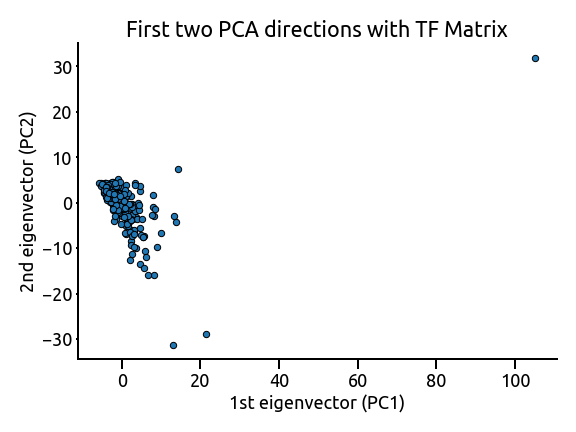 First two PCA directions with TF Matrix
30
20
10
0
−10
−20
−30
2nd eigenvector (PC2)
0 20 40 60 80 100
1st eigenvector (PC1)